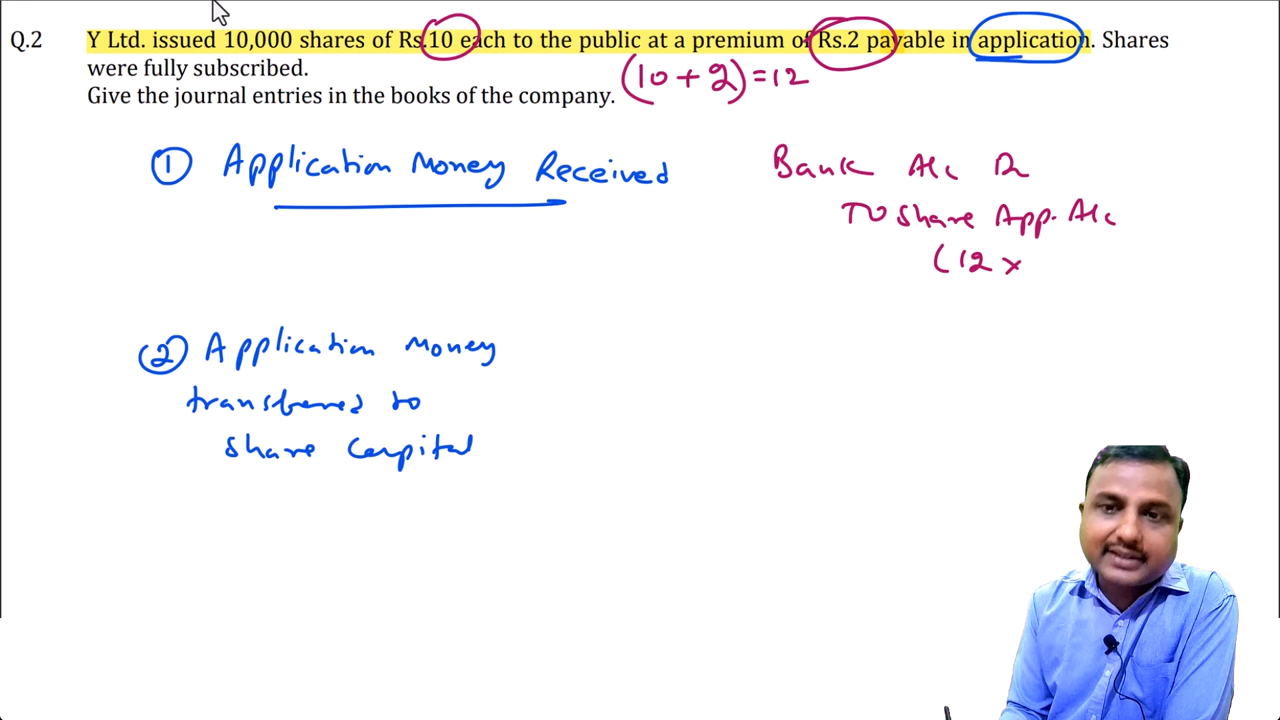 Q.2 Y Ltd. issued 10,000 shares of Rs.10 each to the public at a premium of Rs.2 payable in application. Shares
were fully subscribed.
Give the journal entries in the books of the company. (10 + 2) = 12
① Application Money Received
Bank A/c Dr
To Share App. A/c
(12 x
② Application Money
transferred to
share capital